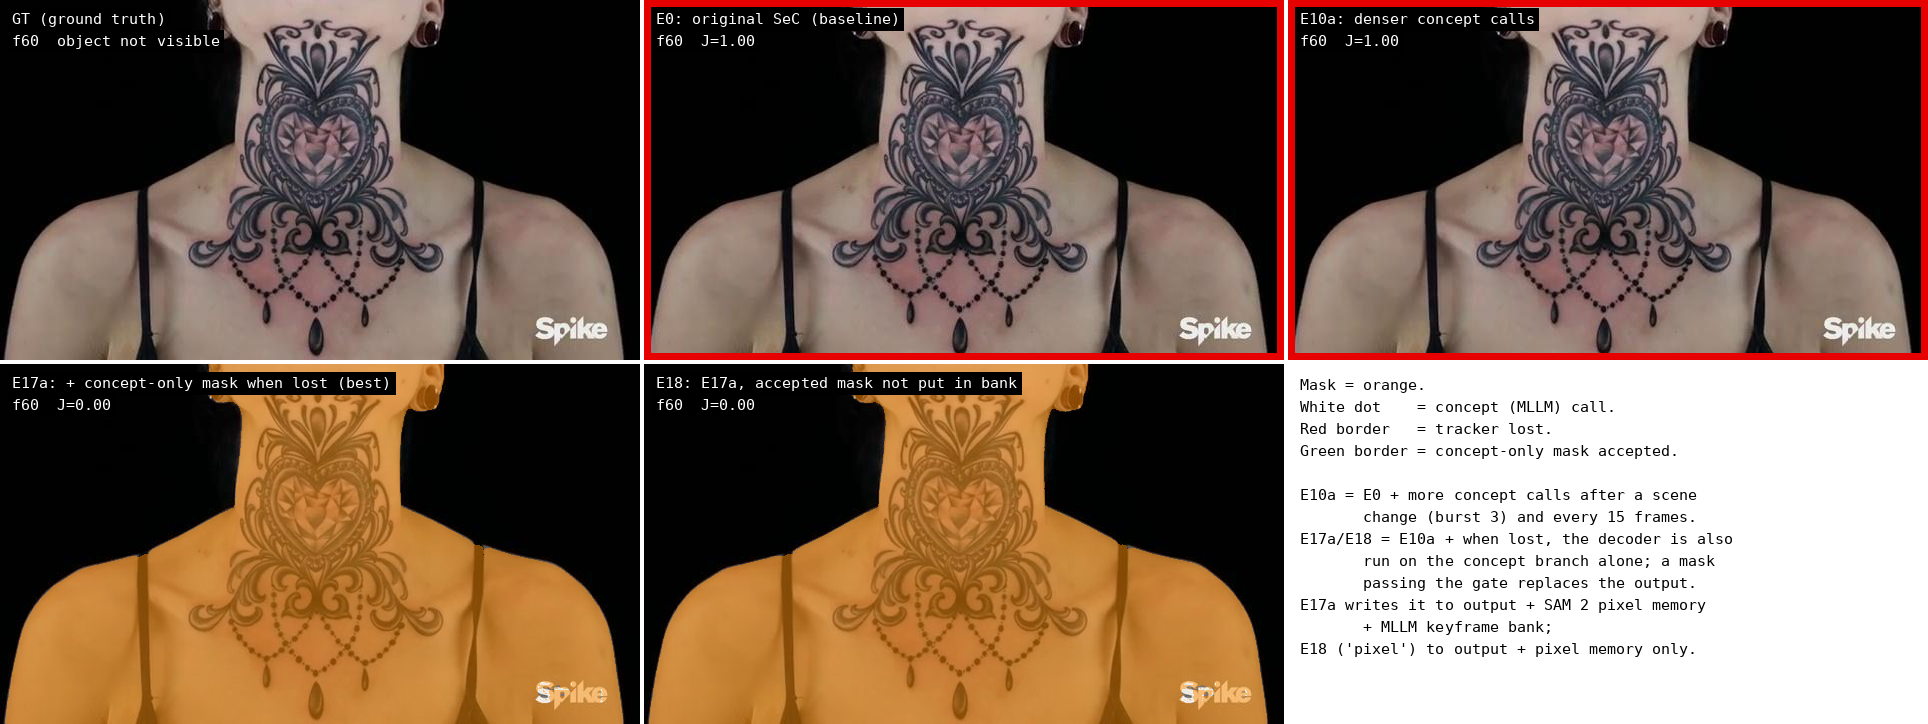 GT (ground truth)
f60  object not visible
Spike
E0: original SeC (baseline)
f60  J=1.00
Spike
E10a: denser concept calls
f60  J=1.00
Spike
E17a: + concept-only mask when lost (best)
f60  J=0.00
Spike
E18: E17a, accepted mask not put in bank
f60  J=0.00
Spike
Mask = orange.
White dot    = concept (MLLM) call.
Red border   = tracker lost.
Green border = concept-only mask accepted.
E10a = E0 + more concept calls after a scene
change (burst 3) and every 15 frames.
E17a/E18 = E10a + when lost, the decoder is also
run on the concept branch alone; a mask
passing the gate replaces the output.
E17a writes it to output + SAM 2 pixel memory
+ MLLM keyframe bank;
E18 ('pixel') to output + pixel memory only.